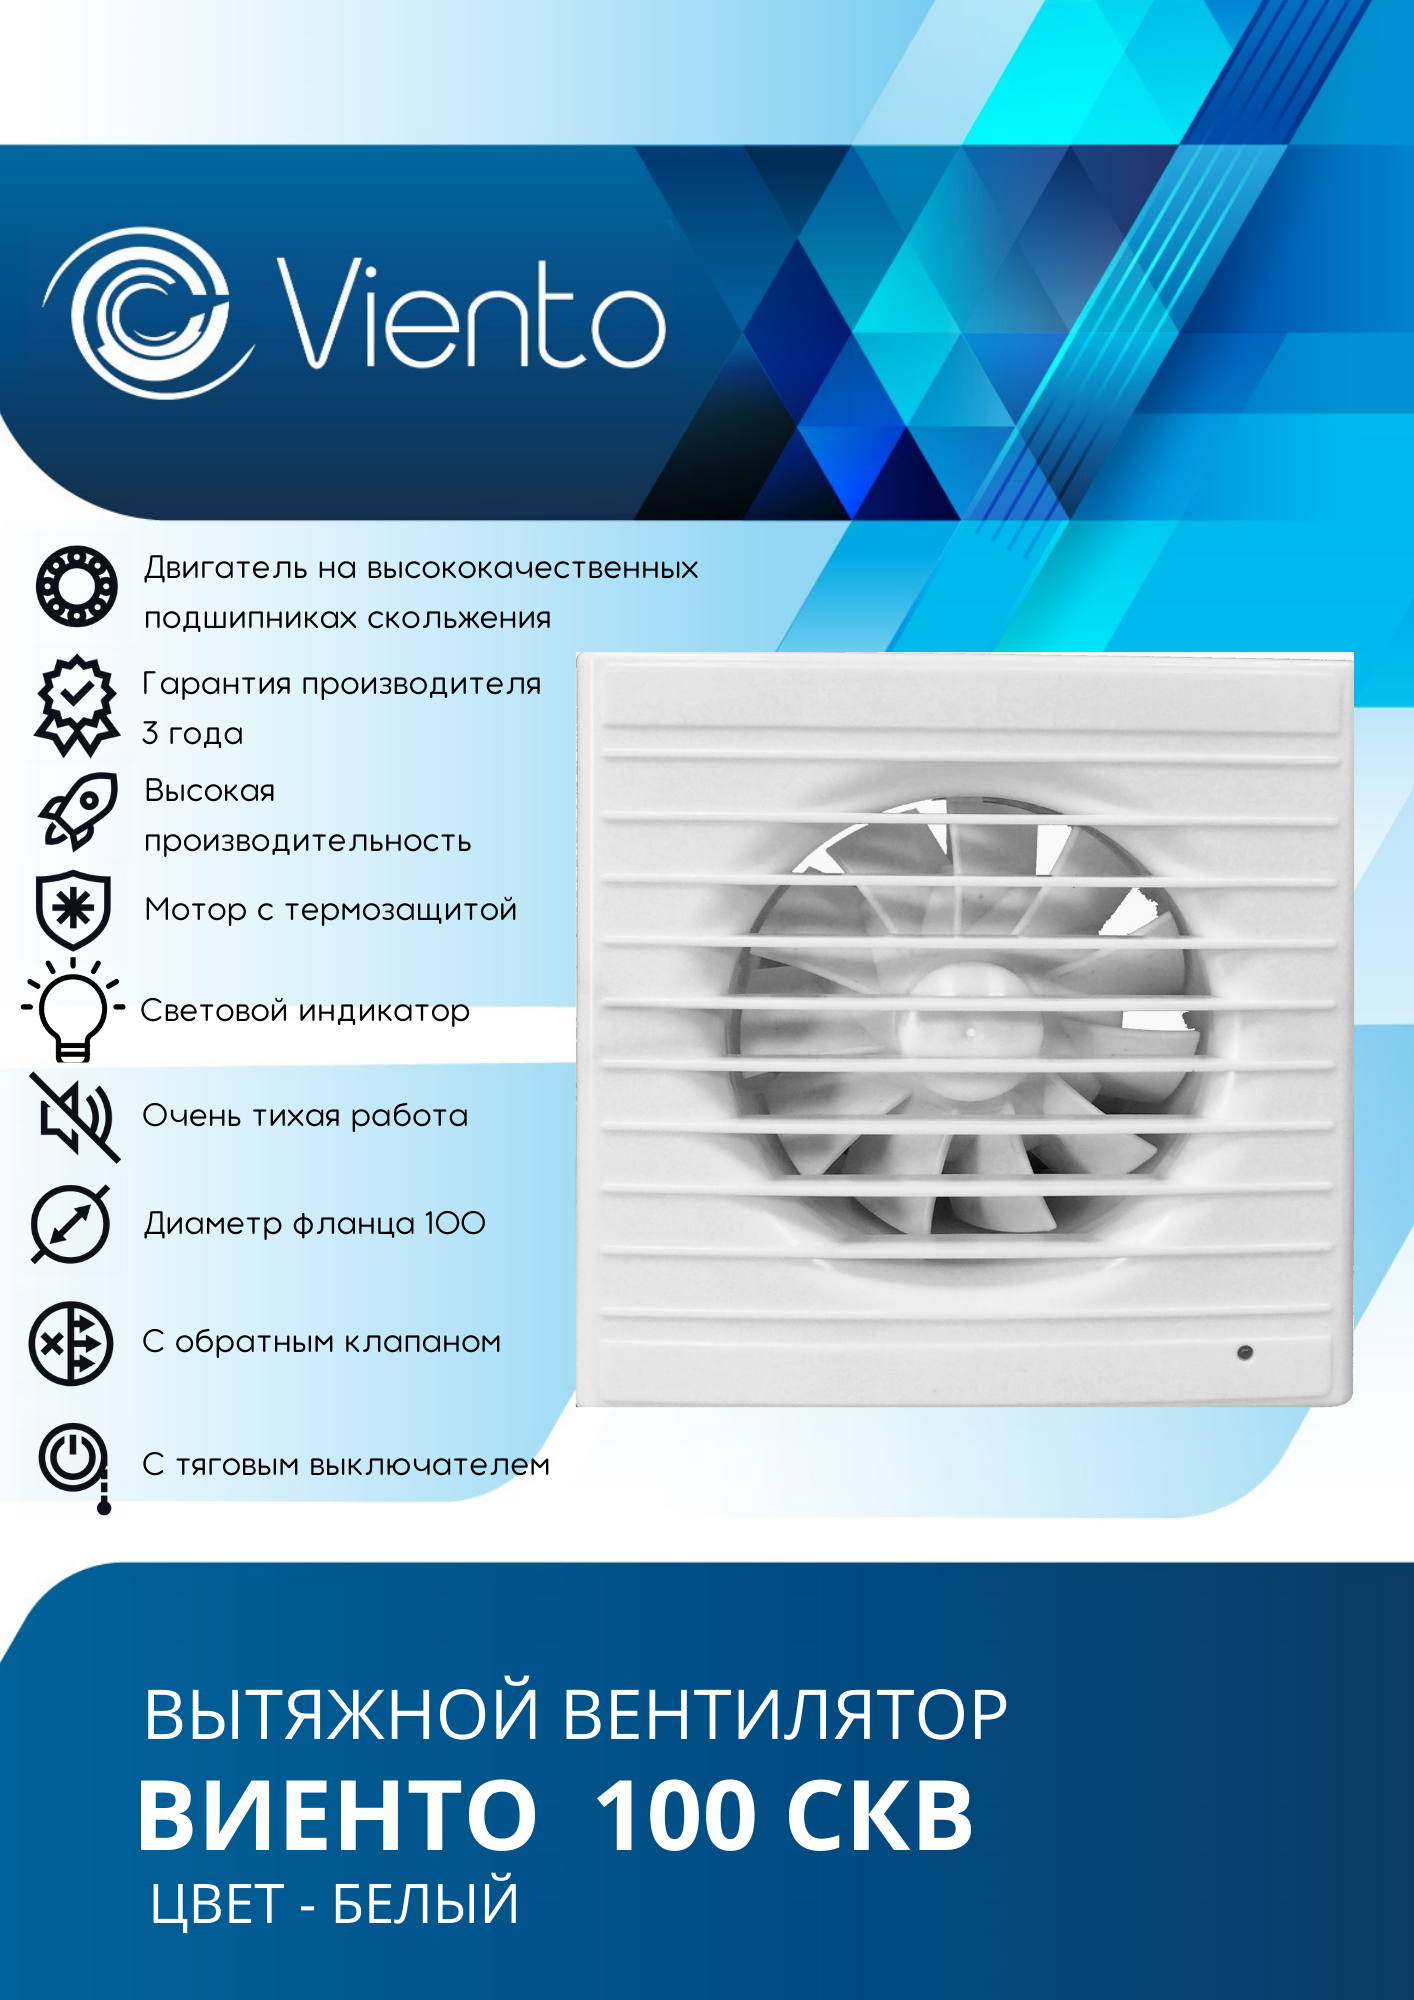 Viento
Двигатель на высококачественных
подшипниках скольжения
Гарантия производителя
3 года
Высокая
производительность
Мотор с термозащитой
Световой индикатор
Очень тихая работа
Диаметр фланца 100
С обратным клапаном
С тяговым выключателем
ВЫТЯЖНОЙ ВЕНТИЛЯТОР
ВИЕНТО 100 СКВ
ЦВЕТ - БЕЛЫЙ